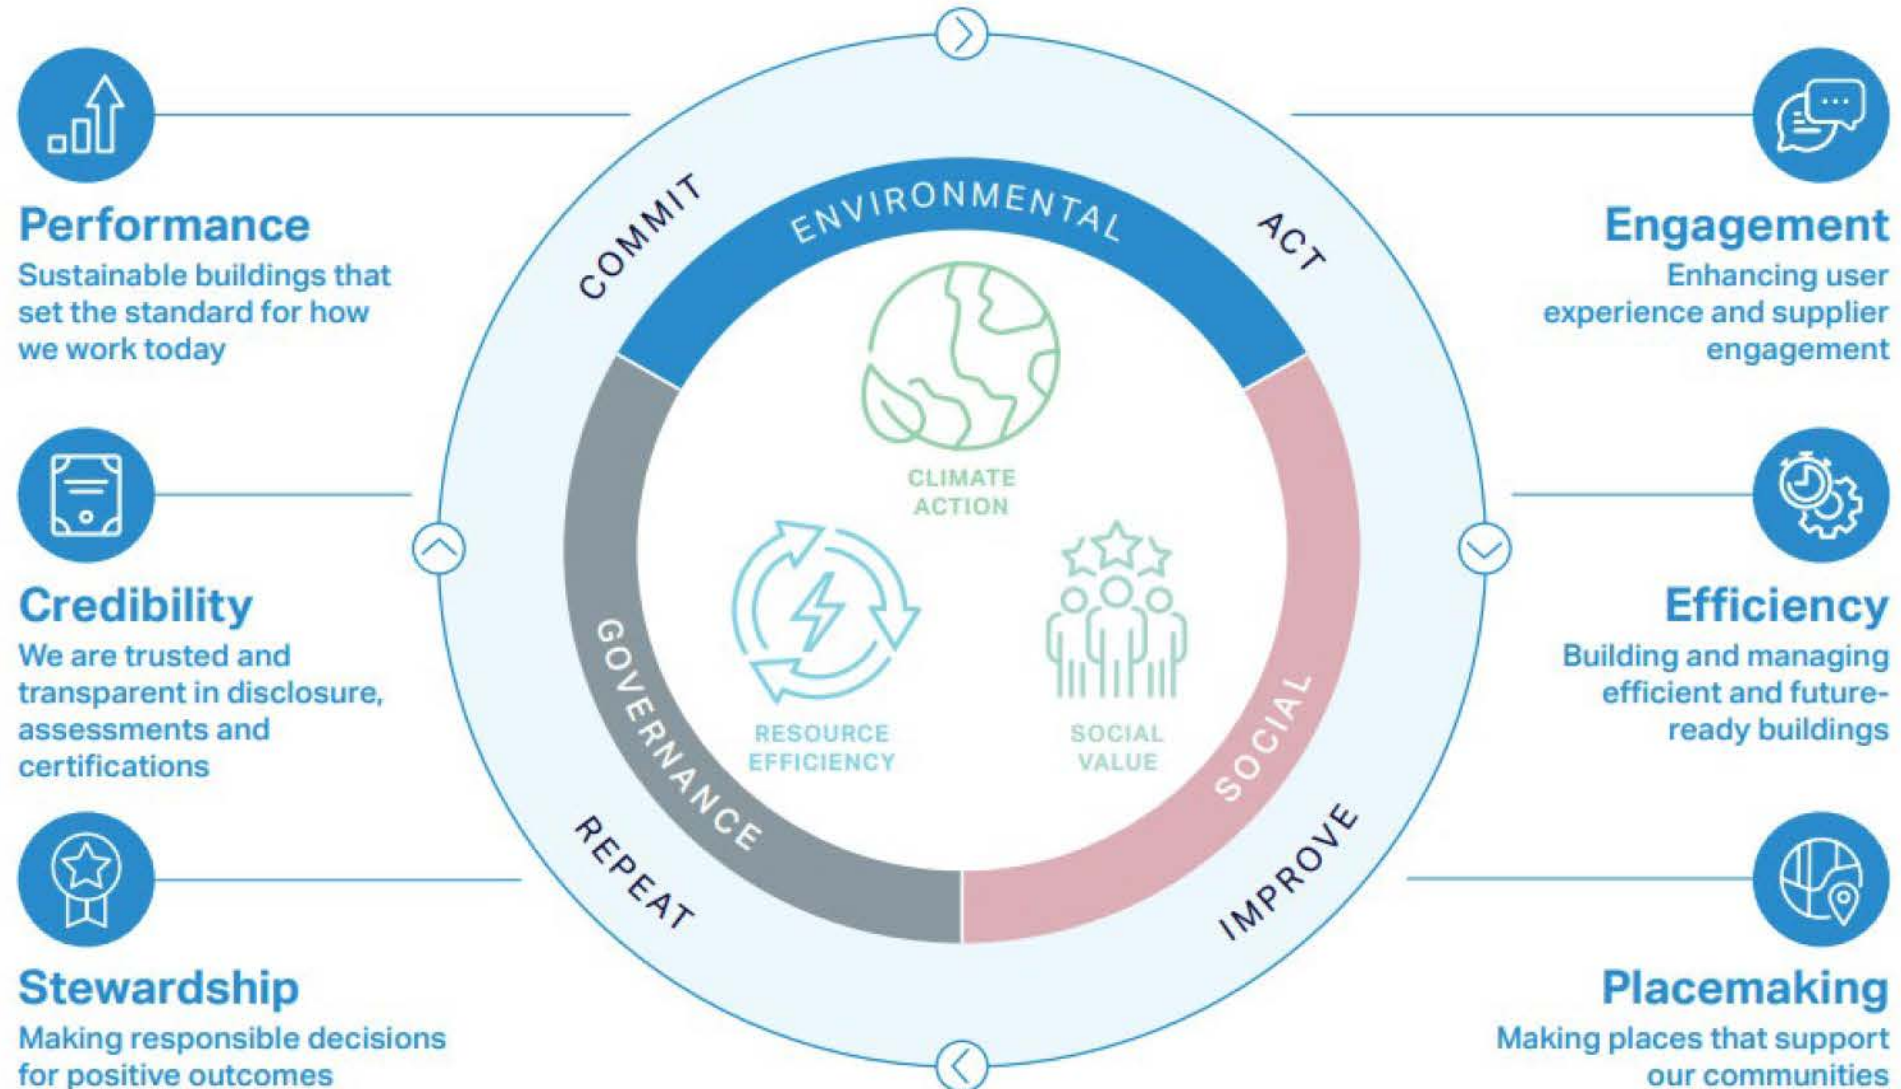 Performance
Sustainable buildings that
set the standard for how
we work today
Credibility
We are trusted and
transparent in disclosure,
assessments and
certifications
Stewardship
Making responsible decisions
for positive outcomes
COMMIT
ACT
IMPROVE
REPEAT
ENVIRONMENTAL
SOCIAL
GOVERNANCE
CLIMATE
ACTION
RESOURCE
EFFICIENCY
SOCIAL
VALUE
Engagement
Enhancing user
experience and supplier
engagement
Efficiency
Building and managing
efficient and future-
ready buildings
Placemaking
Making places that support
our communities